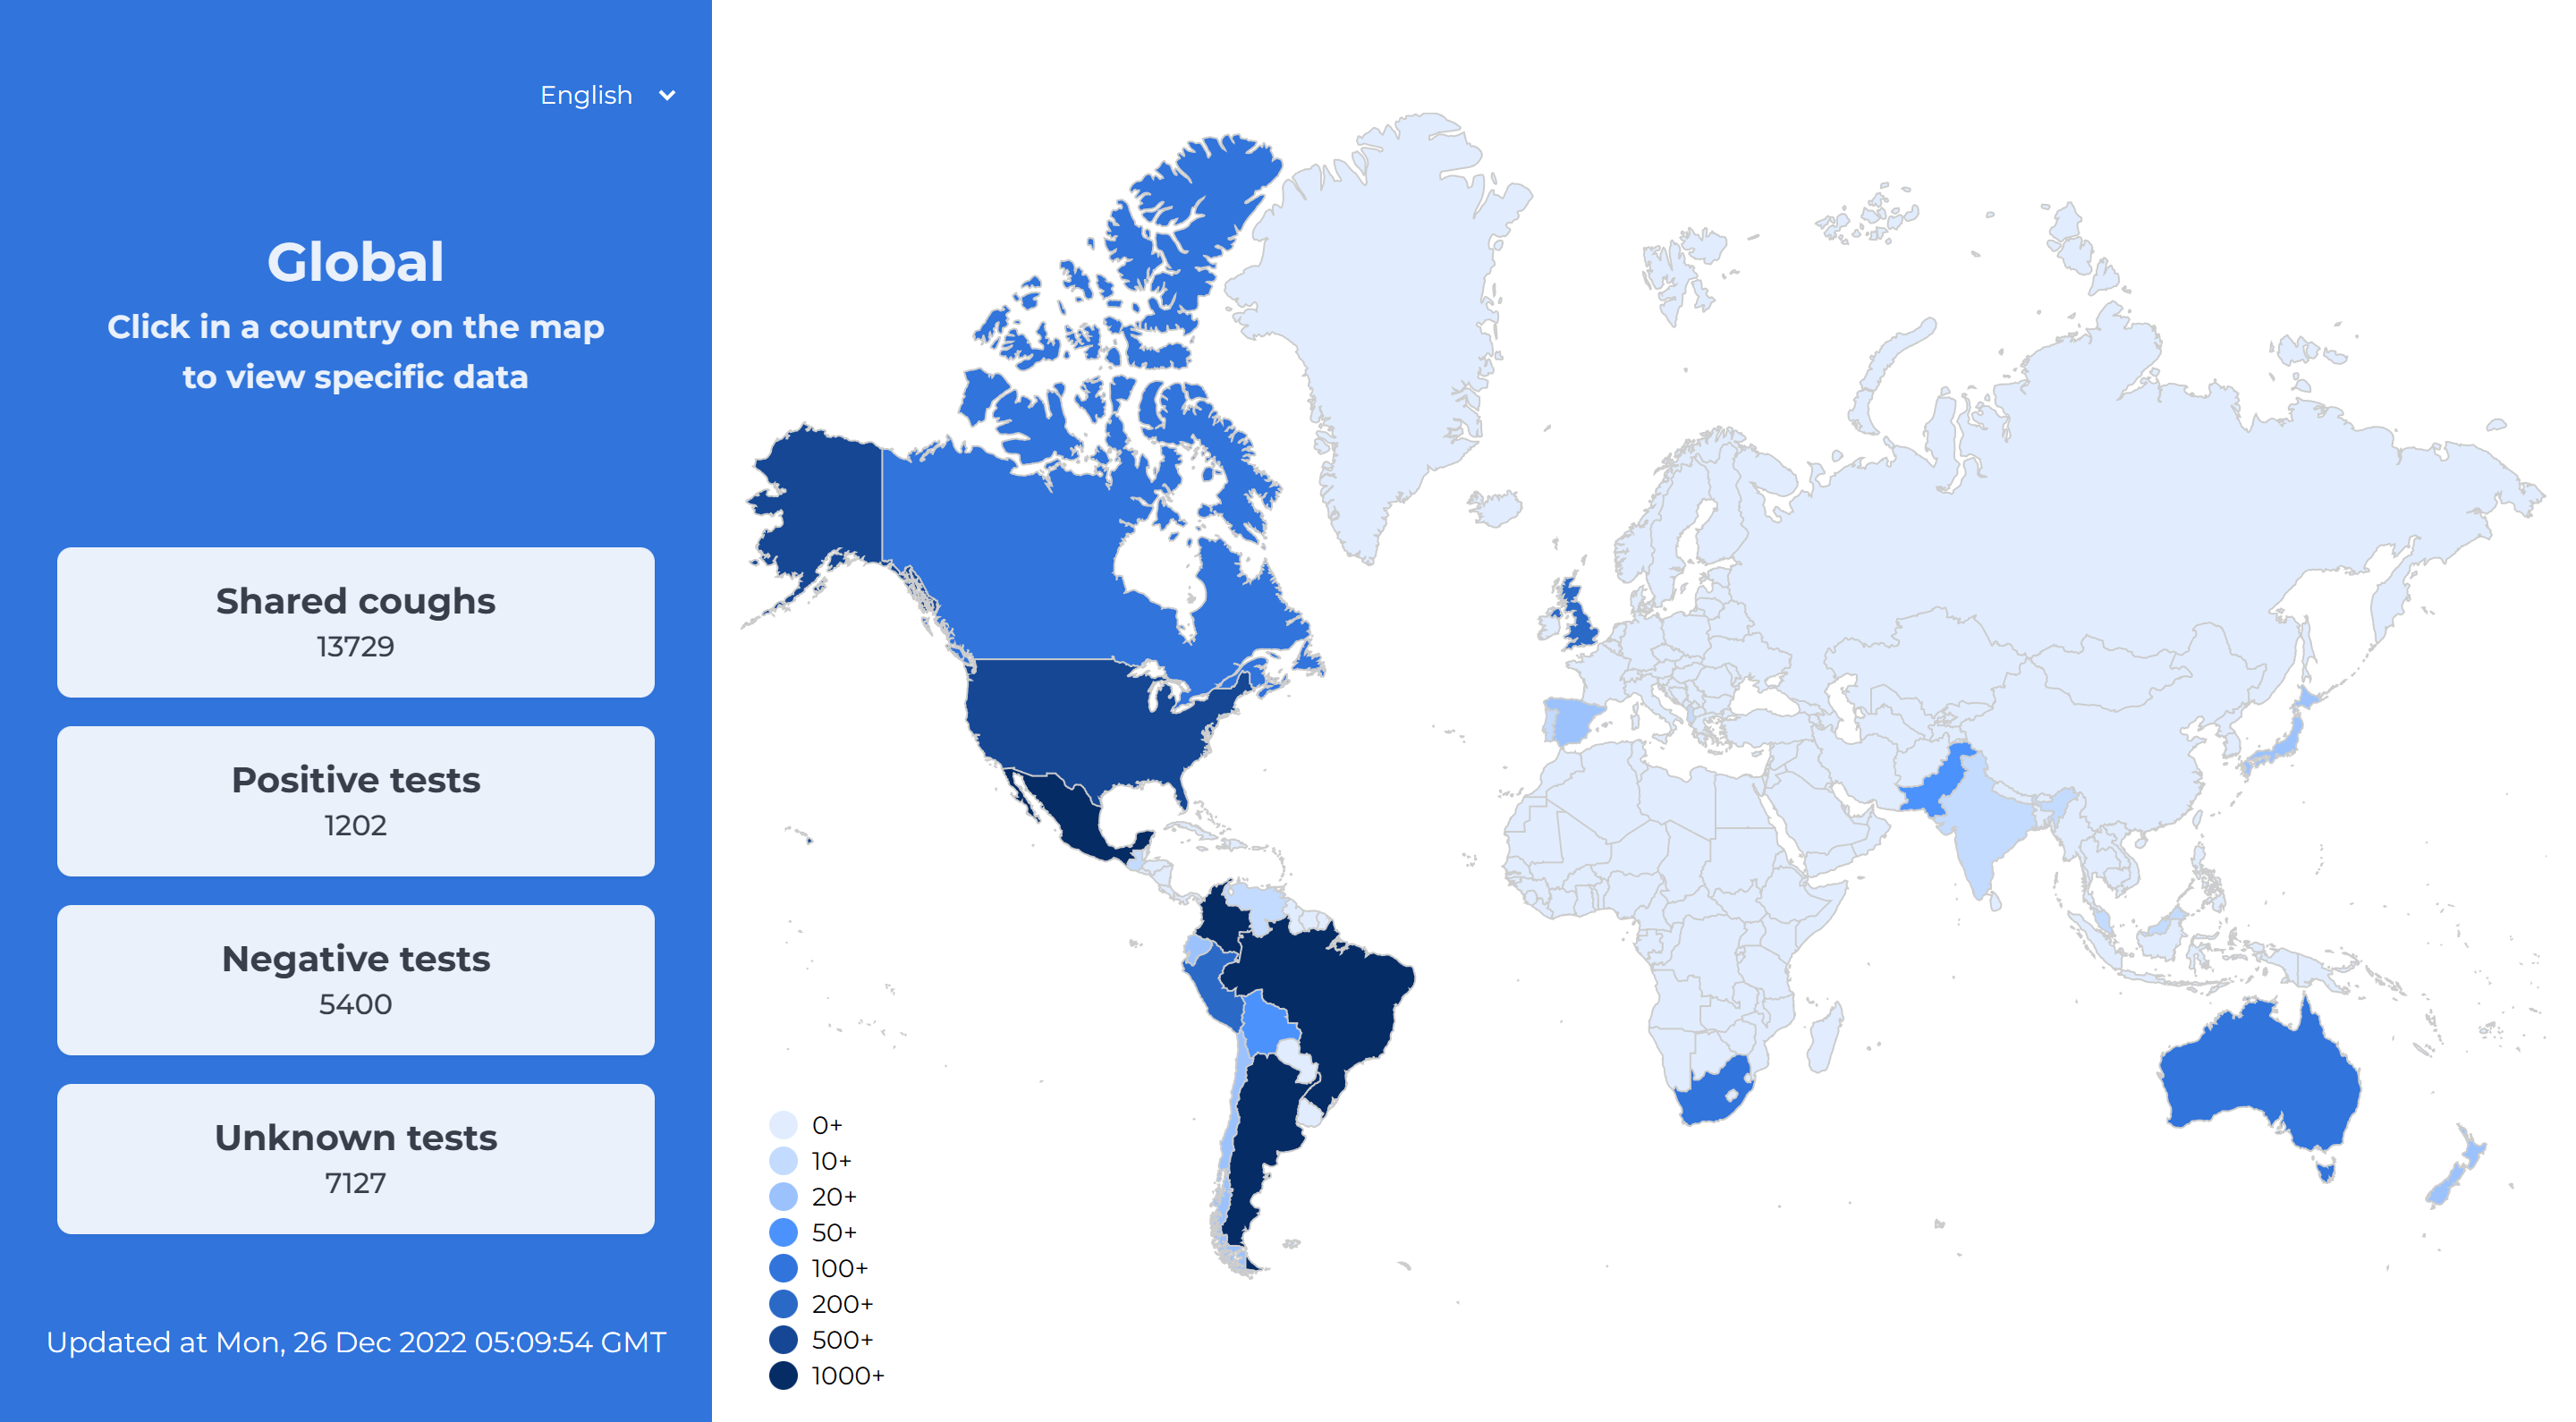 English
Global
Click in a country on the map
to view specific data
Shared coughs
13729
Positive tests
1202
Negative tests
5400
Unknown tests
7127
Updated at Mon, 26 Dec 2022 05:09:54 GMT
0+
10+
20+
50+
100+
200+
500+
1000+